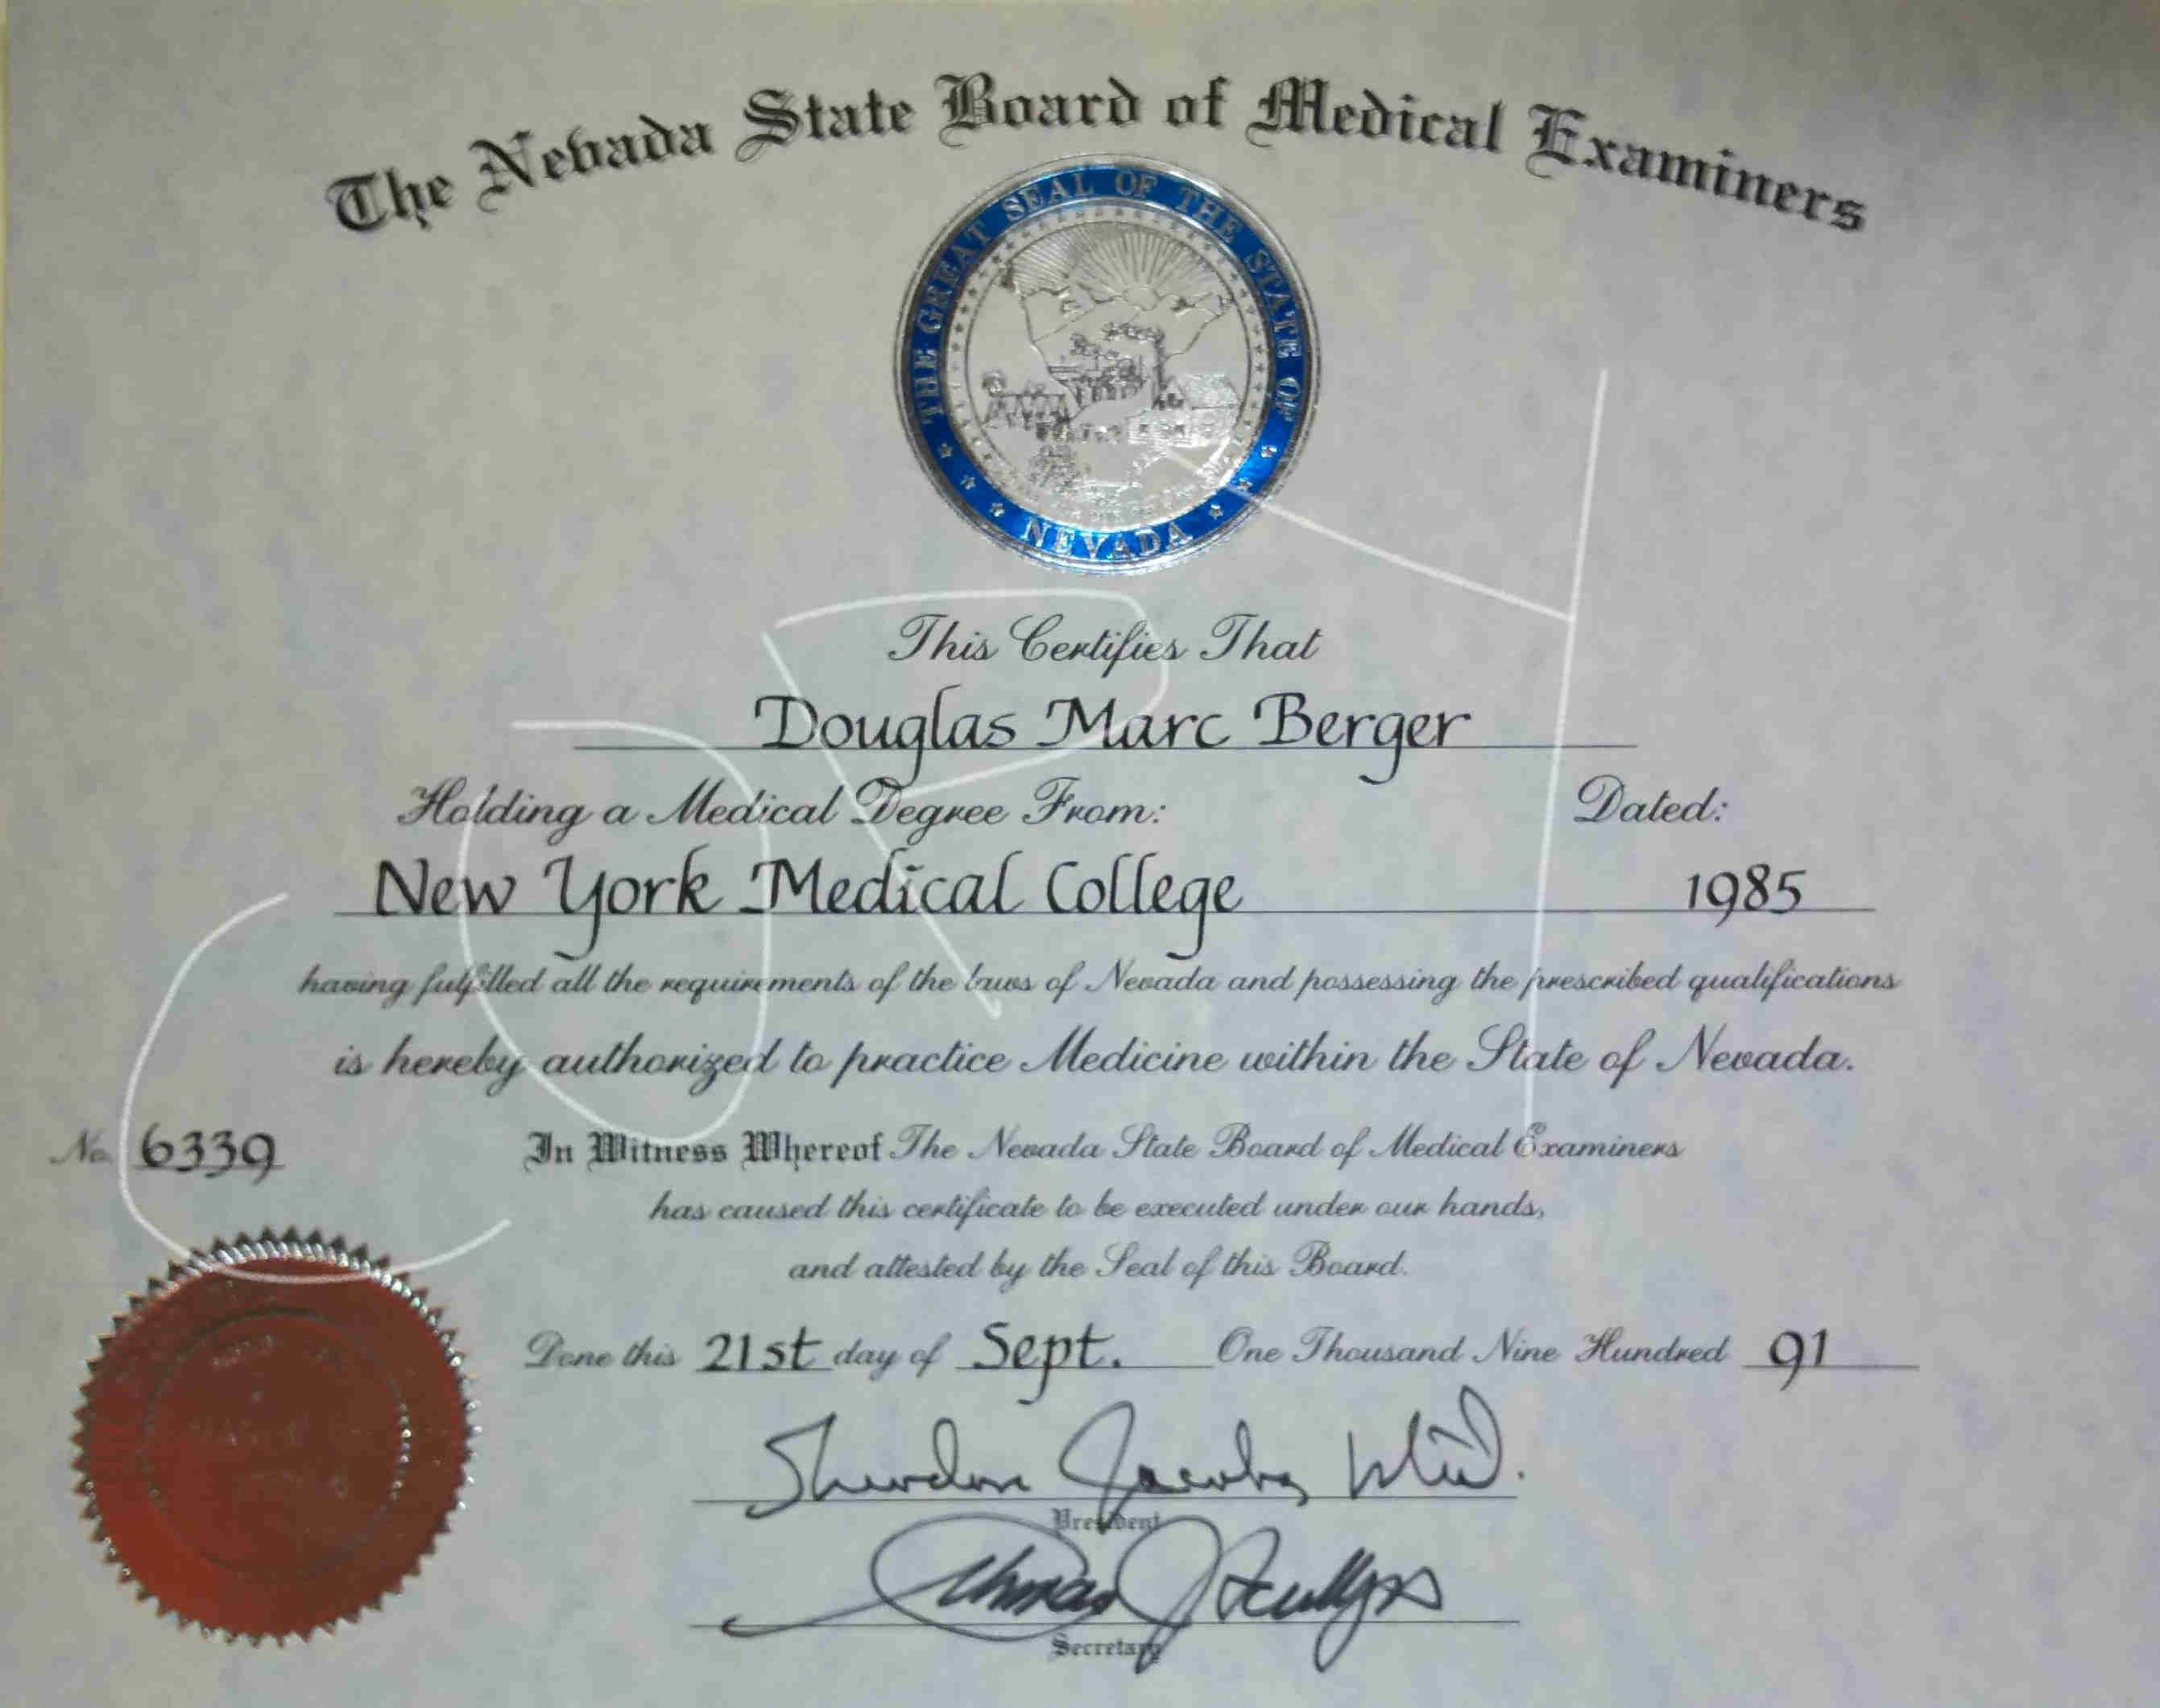 The Nevada State Board of Medical Examiners
THE GREAT SEAL OF THE STATE OF
NEVADA
COPY
This Certifies That
Douglas Marc Berger
Holding a Medical Degree From: Dated:
New York Medical College 1985
having fulfilled all the requirements of the laws of Nevada and possessing the prescribed qualifications
is hereby authorized to practice Medicine within the State of Nevada.
No. 6339
In Witness Whereof The Nevada State Board of Medical Examiners
has caused this certificate to be executed under our hands,
and attested by the Seal of this Board.
Done this 21st day of Sept. One Thousand Nine Hundred 91
President
Secretary